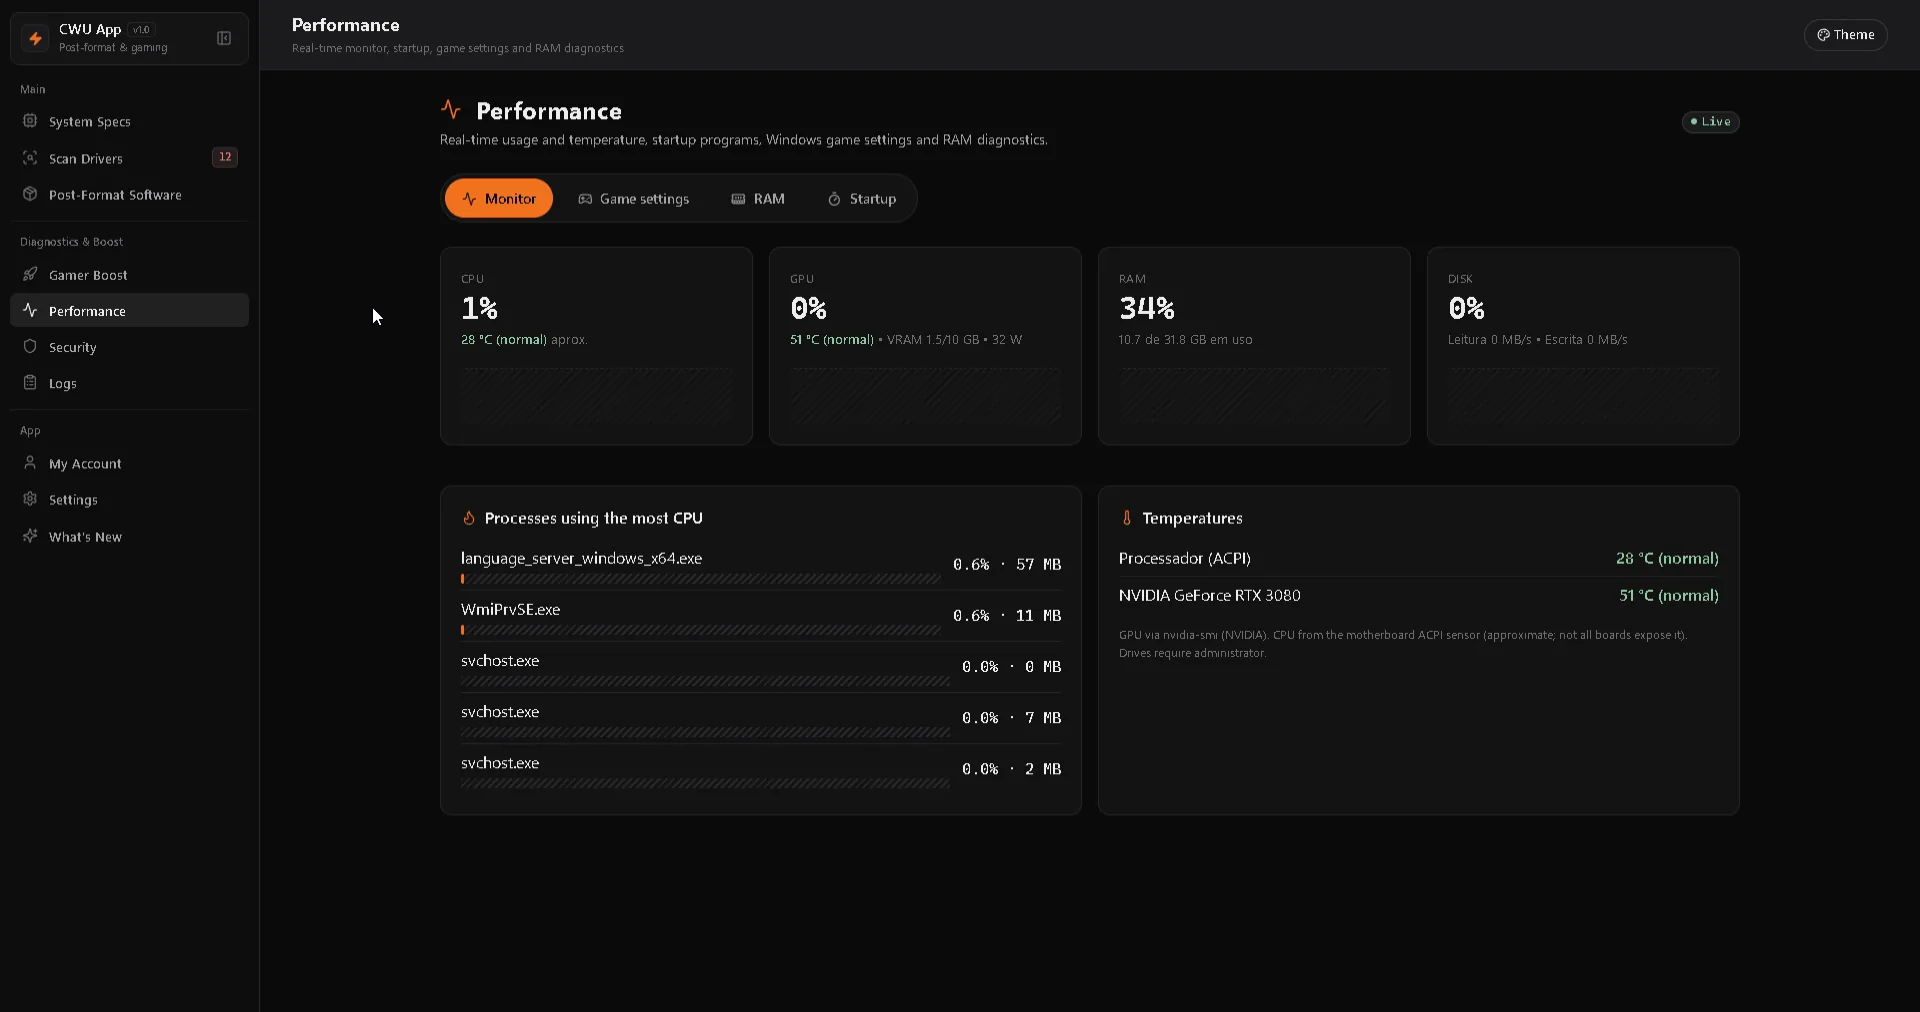 CWU App v1.0
Post-format & gaming
Main
System Specs
Scan Drivers 12
Post-Format Software
Diagnostics & Boost
Gamer Boost
Performance
Security
Logs
App
My Account
Settings
What's New
Performance
Real-time monitor, startup, game settings and RAM diagnostics
Theme
Performance
Real-time usage and temperature, startup programs, Windows game settings and RAM diagnostics.
Live
Monitor
Game settings
RAM
Startup
CPU
1%
28 °C (normal) aprox.
GPU
0%
51 °C (normal) • VRAM 1.5/10 GB • 32 W
RAM
34%
10.7 de 31.8 GB em uso
DISK
0%
Leitura 0 MB/s • Escrita 0 MB/s
Processes using the most CPU
language_server_windows_x64.exe 0.6% · 57 MB
WmiPrvSE.exe 0.6% · 11 MB
svchost.exe 0.0% · 0 MB
svchost.exe 0.0% · 7 MB
svchost.exe 0.0% · 2 MB
Temperatures
Processador (ACPI) 28 °C (normal)
NVIDIA GeForce RTX 3080 51 °C (normal)
GPU via nvidia-smi (NVIDIA). CPU from the motherboard ACPI sensor (approximate; not all boards expose it).
Drives require administrator.